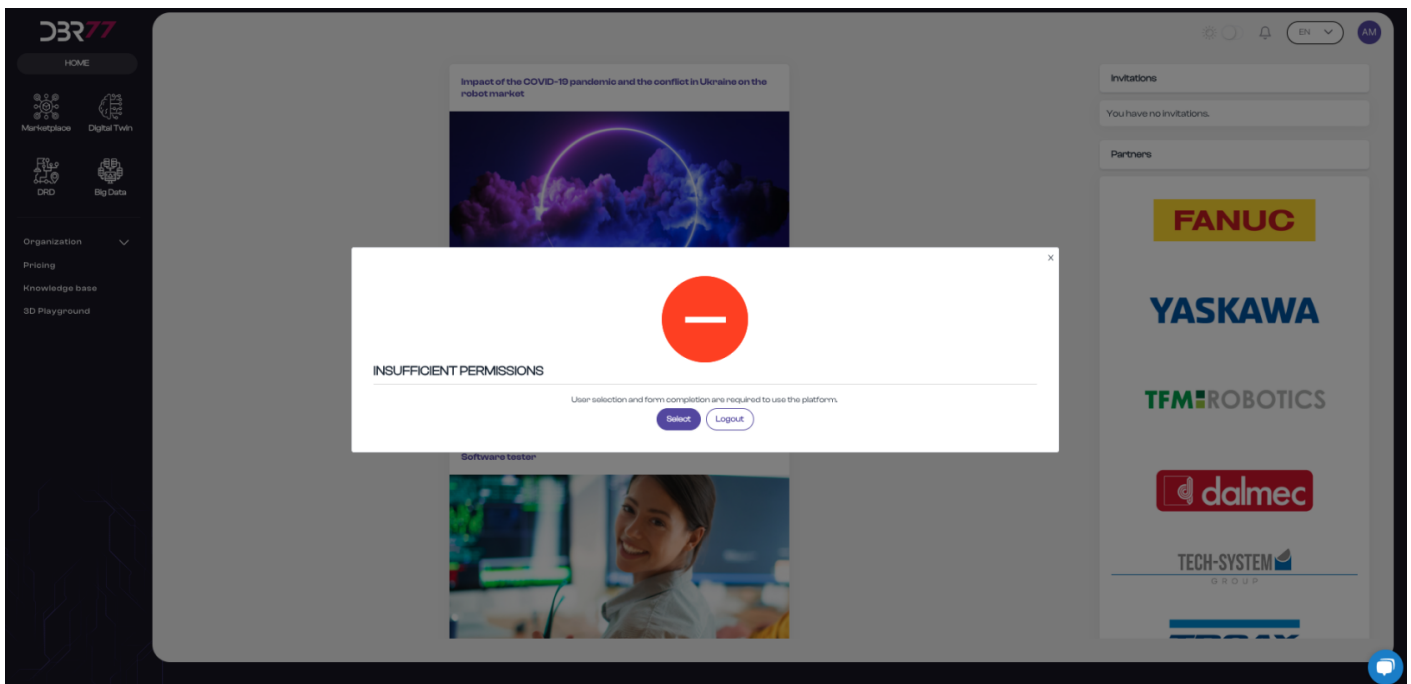 DBR77
HOME
Marketplace
Digital Twin
DRD
Big Data
Organization
Pricing
Knowledge base
3D Playground
EN
AM
Impact of the COVID-19 pandemic and the conflict in Ukraine on the
robot market
INSUFFICIENT PERMISSIONS
x
User selection and form completion are required to use the platform.
Select
Logout
Software tester
Invitations
You have no invitations.
Partners
FANUC
YASKAWA
TFM ROBOTICS
dalmec
TECH-SYSTEM
GROUP